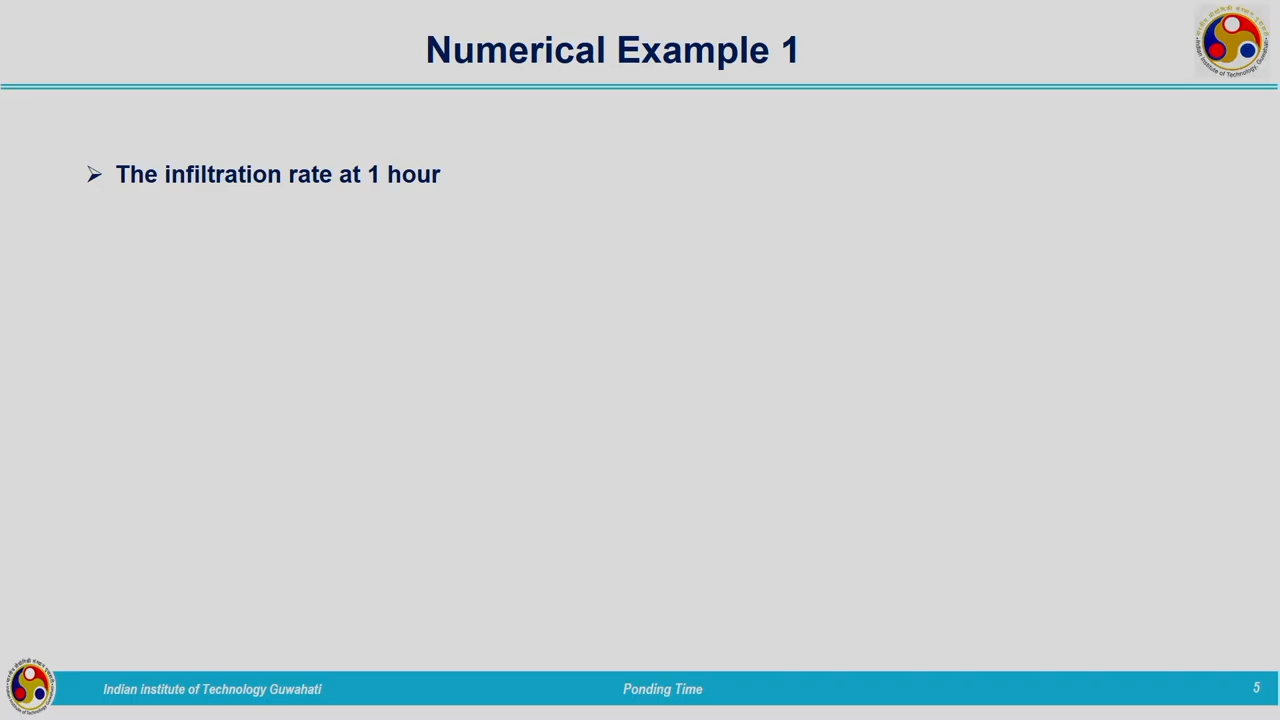 Numerical Example 1
The infiltration rate at 1 hour
Indian institute of Technology Guwahati
Ponding Time
5